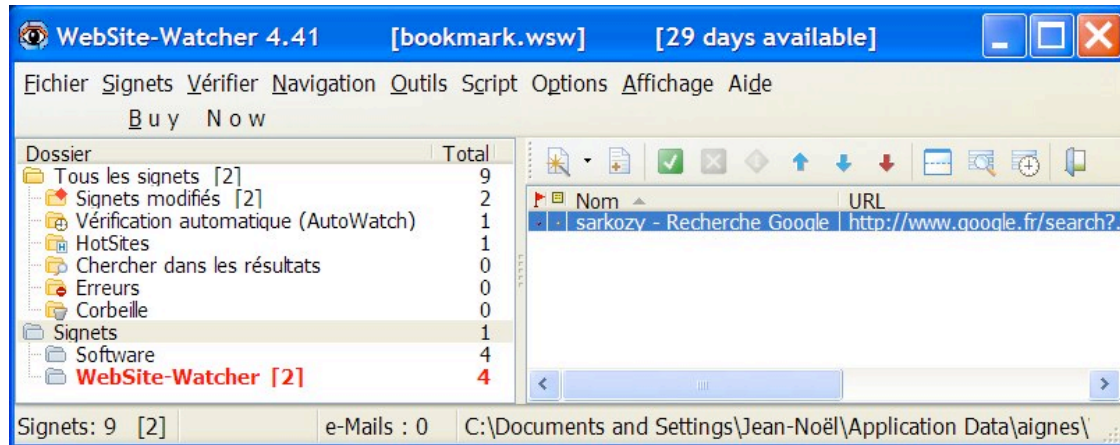 WebSite-Watcher 4.41 [bookmark.wsw] [29 days available]
Fichier Signets Vérifier Navigation Outils Script Options Affichage Aide
Buy Now
Dossier Total
Tous les signets [2] 9
Signets modifiés [2] 2
Vérification automatique (AutoWatch) 1
HotSites 1
Chercher dans les résultats 0
Erreurs 0
Corbeille 0
Signets 1
Software 4
WebSite-Watcher [2] 4
Nom URL
sarkozy - Recherche Google http://www.google.fr/search?.
Signets: 9 [2] e-Mails : 0 C:\Documents and Settings\Jean-Noël\Application Data\aignes\